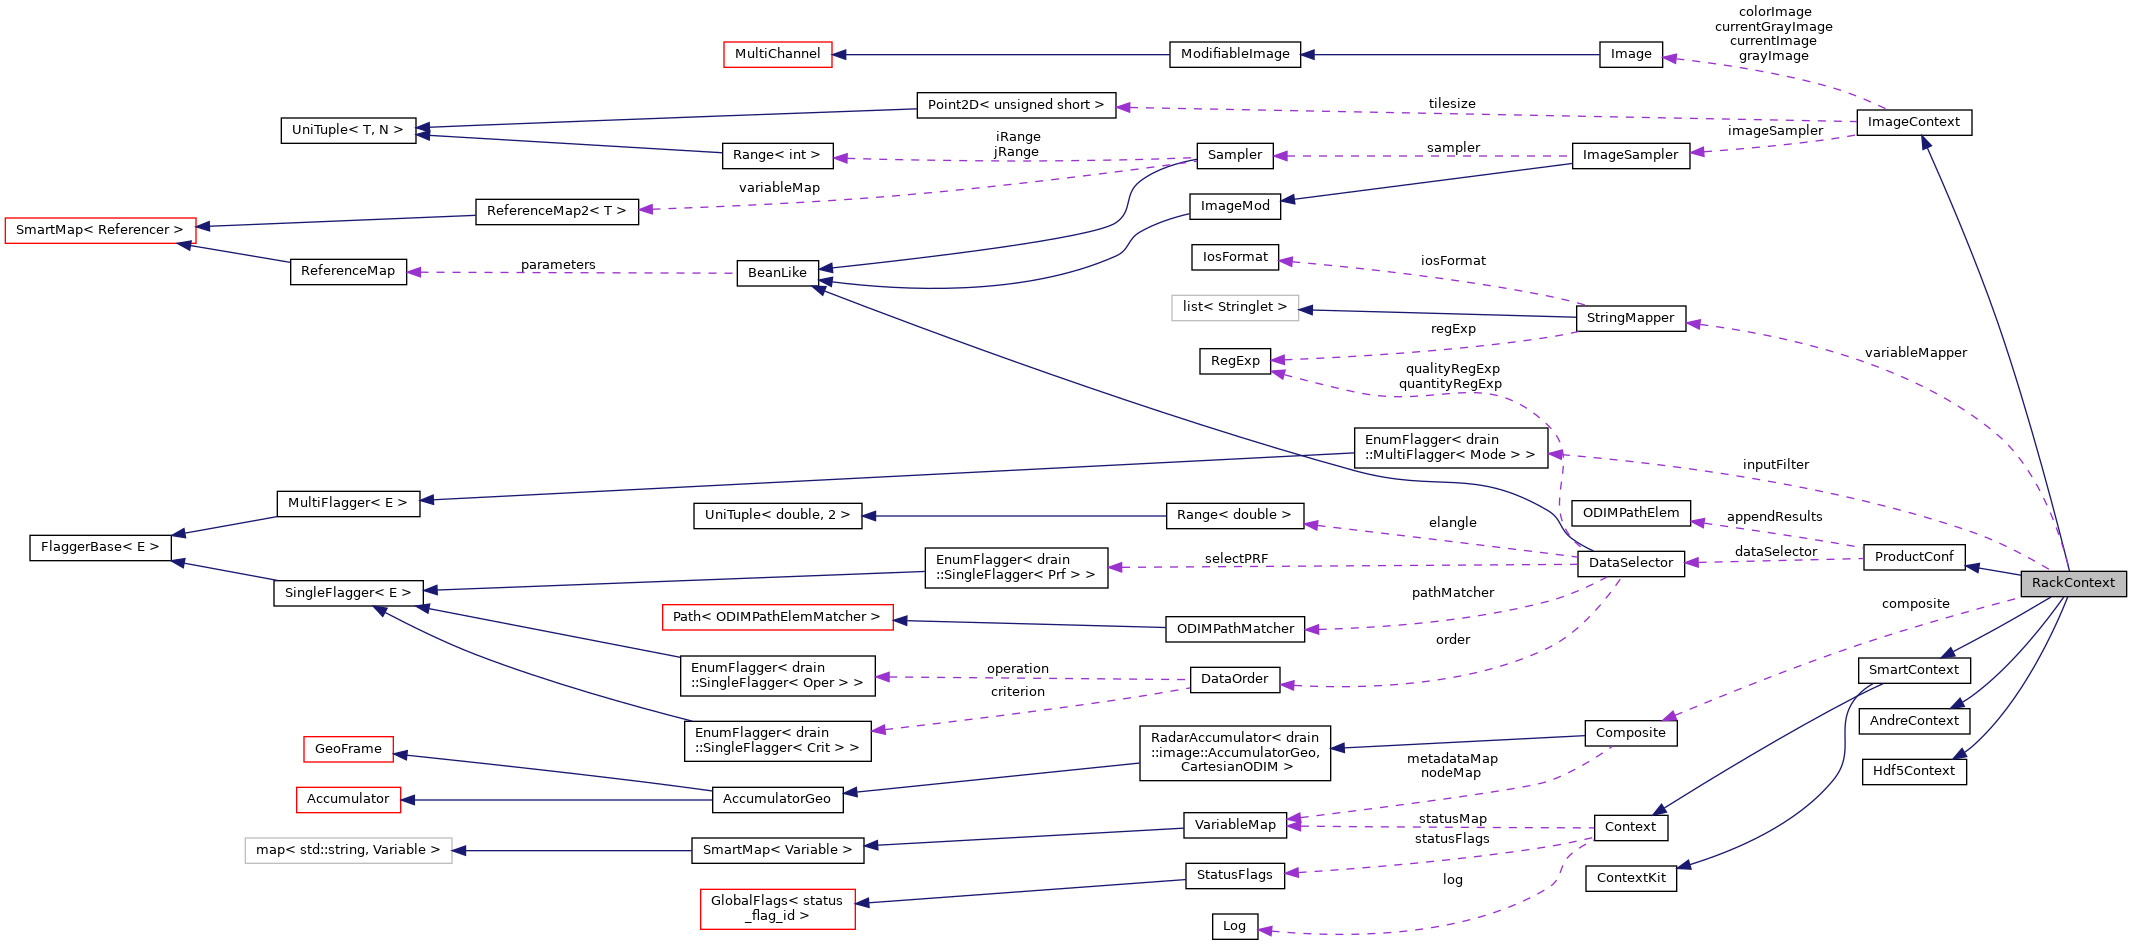 colorImage
currentGrayImage
currentImage
grayImage
MultiChannel
ModifiableImage
Image
Point2D< unsigned short >
tilesize
ImageContext
UniTuple< T, N >
imageSampler
iRange
jRange
Range< int >
Sampler
sampler
ImageSampler
variableMap
ReferenceMap2< T >
ImageMod
SmartMap< Referencer >
ReferenceMap
parameters
BeanLike
IosFormat
iosFormat
list< Stringlet >
StringMapper
regExp
RegExp
variableMapper
qualityRegExp
quantityRegExp
EnumFlagger< drain
::MultiFlagger< Mode > >
inputFilter
MultiFlagger< E >
UniTuple< double, 2 >
Range< double >
elangle
ODIMPathElem
appendResults
FlaggerBase< E >
selectPRF
EnumFlagger< drain
::SingleFlagger< Prf > >
DataSelector
dataSelector
ProductConf
RackContext
SingleFlagger< E >
pathMatcher
Path< ODIMPathElemMatcher >
ODIMPathMatcher
composite
order
EnumFlagger< drain
::SingleFlagger< Oper > >
operation
criterion
DataOrder
SmartContext
AndreContext
EnumFlagger< drain
::SingleFlagger< Crit > >
RadarAccumulator< drain
::image::AccumulatorGeo,
CartesianODIM >
Composite
GeoFrame
metadataMap
nodeMap
Hdf5Context
Accumulator
AccumulatorGeo
VariableMap
statusMap
Context
statusFlags
map< std::string, Variable >
SmartMap< Variable >
StatusFlags
ContextKit
log
GlobalFlags< status
_flag_id >
Log